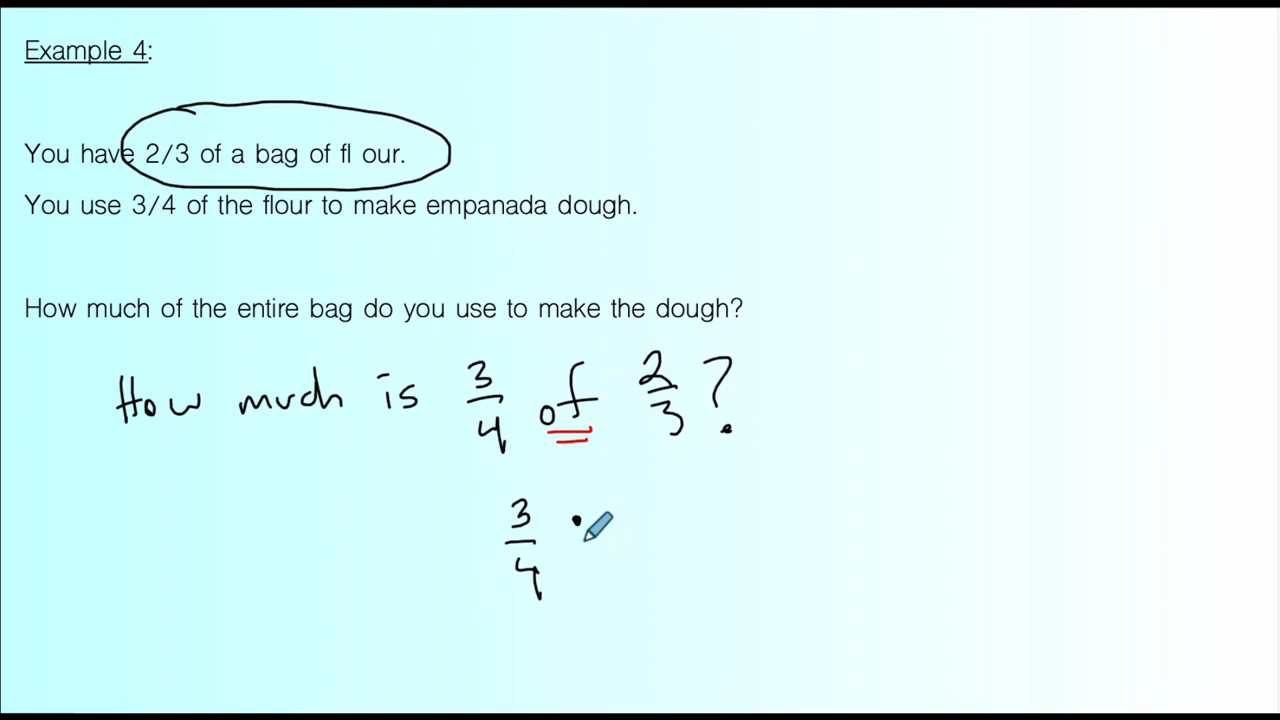 Example 4:
You have 2/3 of a bag of fl our.
You use 3/4 of the flour to make empanada dough.
How much of the entire bag do you use to make the dough?
How much is 3/4 of 2/3?
3/4 ·